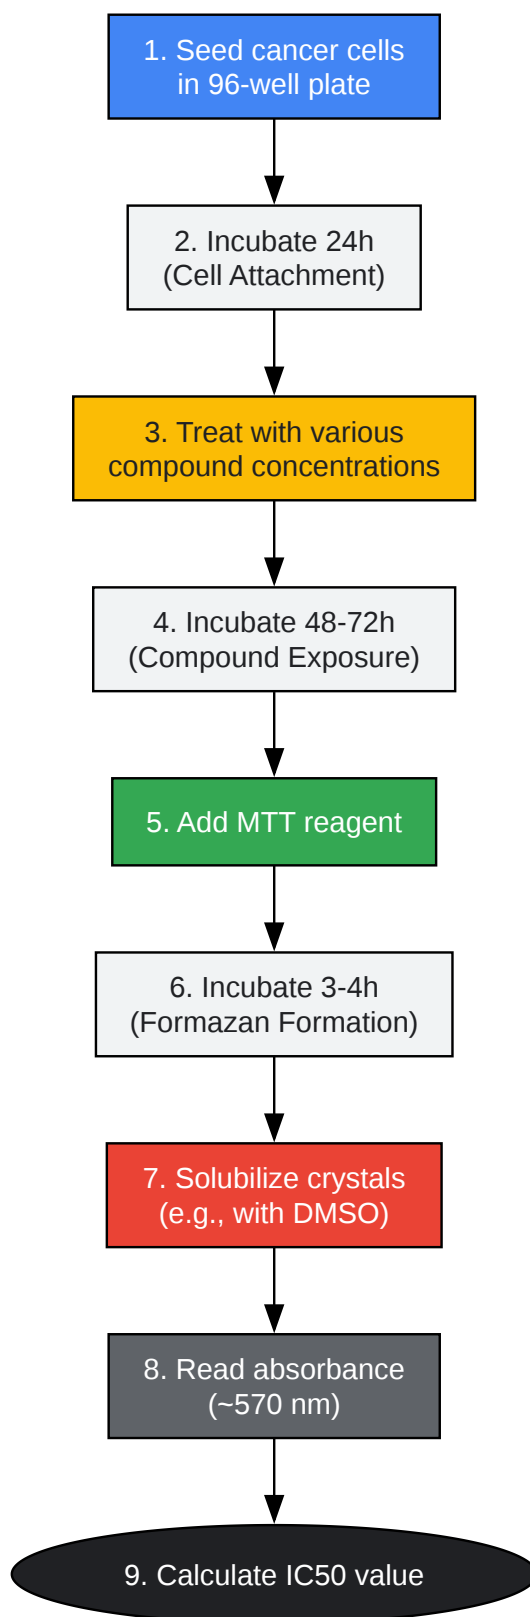 1. Seed cancer cells
in 96-well plate
2. Incubate 24h
(Cell Attachment)
3. Treat with various
compound concentrations
4. Incubate 48-72h
(Compound Exposure)
5. Add MTT reagent
6. Incubate 3-4h
(Formazan Formation)
7. Solubilize crystals
(e.g., with DMSO)
8. Read absorbance
(~570 nm)
9. Calculate IC50 value